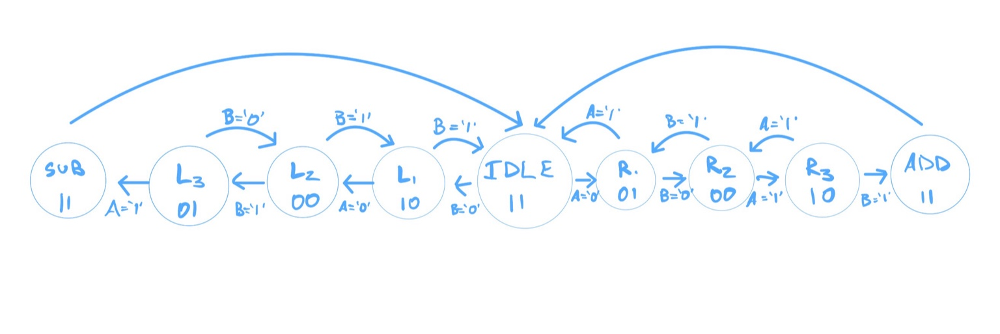 A='1'
B='0'
B='1'
B='1'
A='1'
B='1'
SUB
11
L3
01
L2
00
L1
10
IDLE
11
R.
01
R2
00
R3
10
ADD
11
A='1'
B='1'
A='0'
B='0'
A='0'
B='0'
A='1'
B='1'